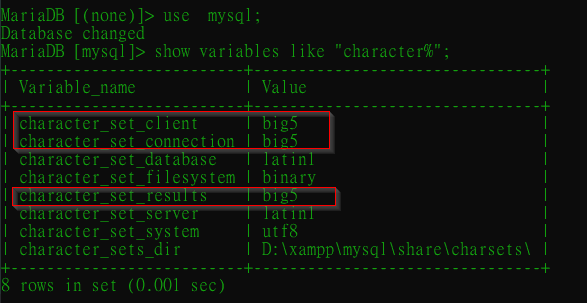 MariaDB [(none)]> use  mysql;
Database changed
MariaDB [mysql]> show variables like "character%";
+--------------------------+--------------------------------+
| Variable_name            | Value                          |
+--------------------------+--------------------------------+
| character_set_client     | big5                           |
| character_set_connection | big5                           |
| character_set_database   | latin1                         |
| character_set_filesystem | binary                         |
| character_set_results    | big5                           |
| character_set_server     | latin1                         |
| character_set_system     | utf8                           |
| character_sets_dir       | D:\xampp\mysql\share\charsets\ |
+--------------------------+--------------------------------+
8 rows in set (0.001 sec)